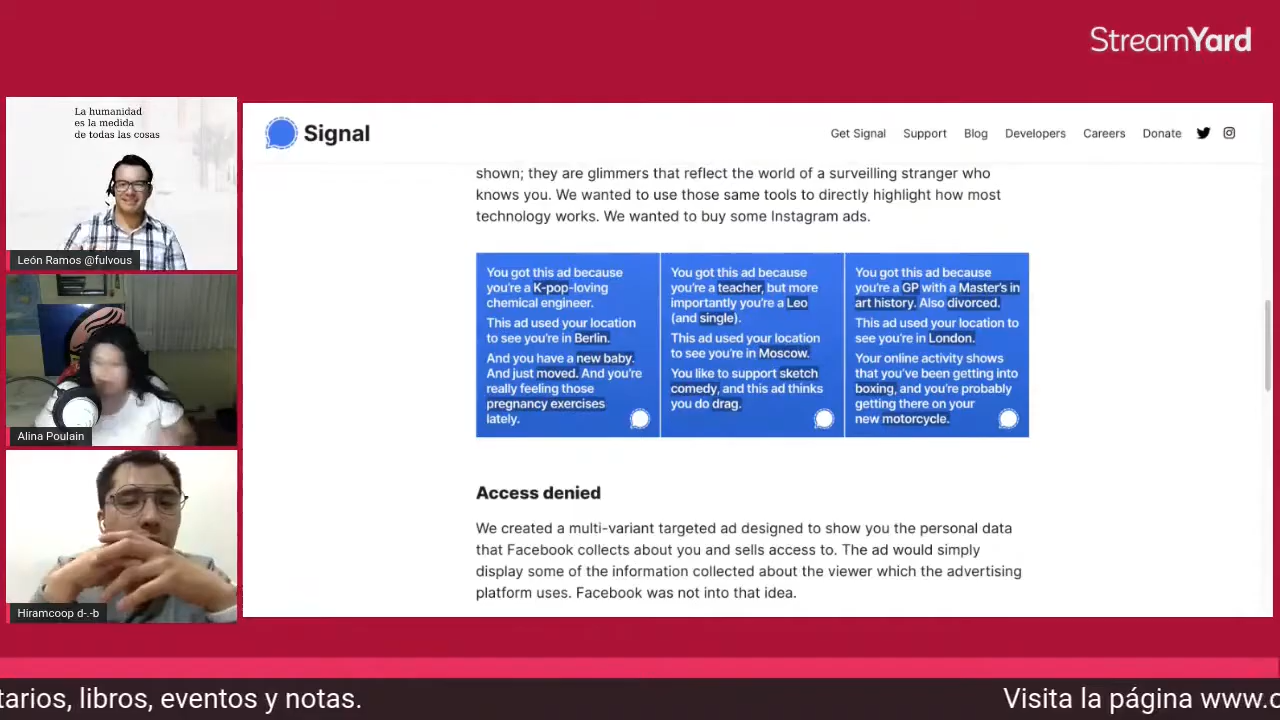 StreamYard
La humanidad
es la medida
de todas las cosas
León Ramos @fulvous
Alina Poulain
Hiramcoop d-.-b
Signal
Get Signal Support Blog Developers Careers Donate
shown; they are glimmers that reflect the world of a surveilling stranger who
knows you. We wanted to use those same tools to directly highlight how most
technology works. We wanted to buy some Instagram ads.
You got this ad because
you're a K-pop-loving
chemical engineer.
This ad used your location
to see you're in Berlin.
And you have a new baby.
And just moved. And you're
really feeling those
pregnancy exercises
lately.
You got this ad because
you're a teacher, but more
importantly you're a Leo
(and single).
This ad used your location
to see you're in Moscow.
You like to support sketch
comedy, and this ad thinks
you do drag.
You got this ad because
you're a GP with a Master's in
art history. Also divorced.
This ad used your location to
see you're in London.
Your online activity shows
that you've been getting into
boxing, and you're probably
getting there on your
new motorcycle.
Access denied
We created a multi-variant targeted ad designed to show you the personal data
that Facebook collects about you and sells access to. The ad would simply
display some of the information collected about the viewer which the advertising
platform uses. Facebook was not into that idea.
tarios, libros, eventos y notas. Visita la página www.c